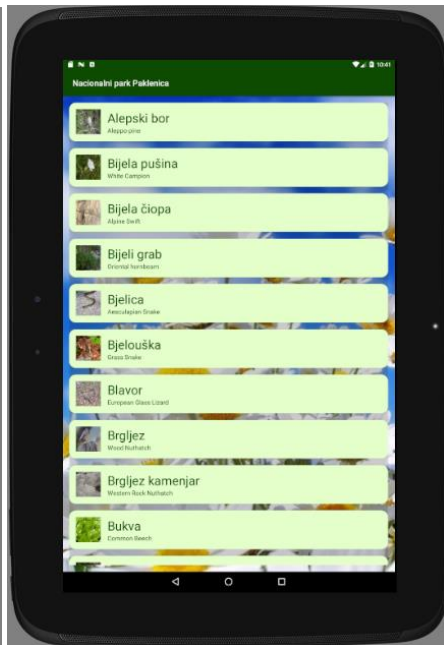 10:41
Nacionalni park Paklenica
Alepski bor
Aleppo pine
Bijela pušina
White Campion
Bijela čiopa
Alpine Swift
Bijeli grab
Oriental hornbeam
Bjelica
Aesculapian Snake
Bjelouška
Grass Snake
Blavor
European Glass Lizard
Brgljez
Wood Nuthatch
Brgljez kamenjar
Western Rock Nuthatch
Bukva
Common Beech